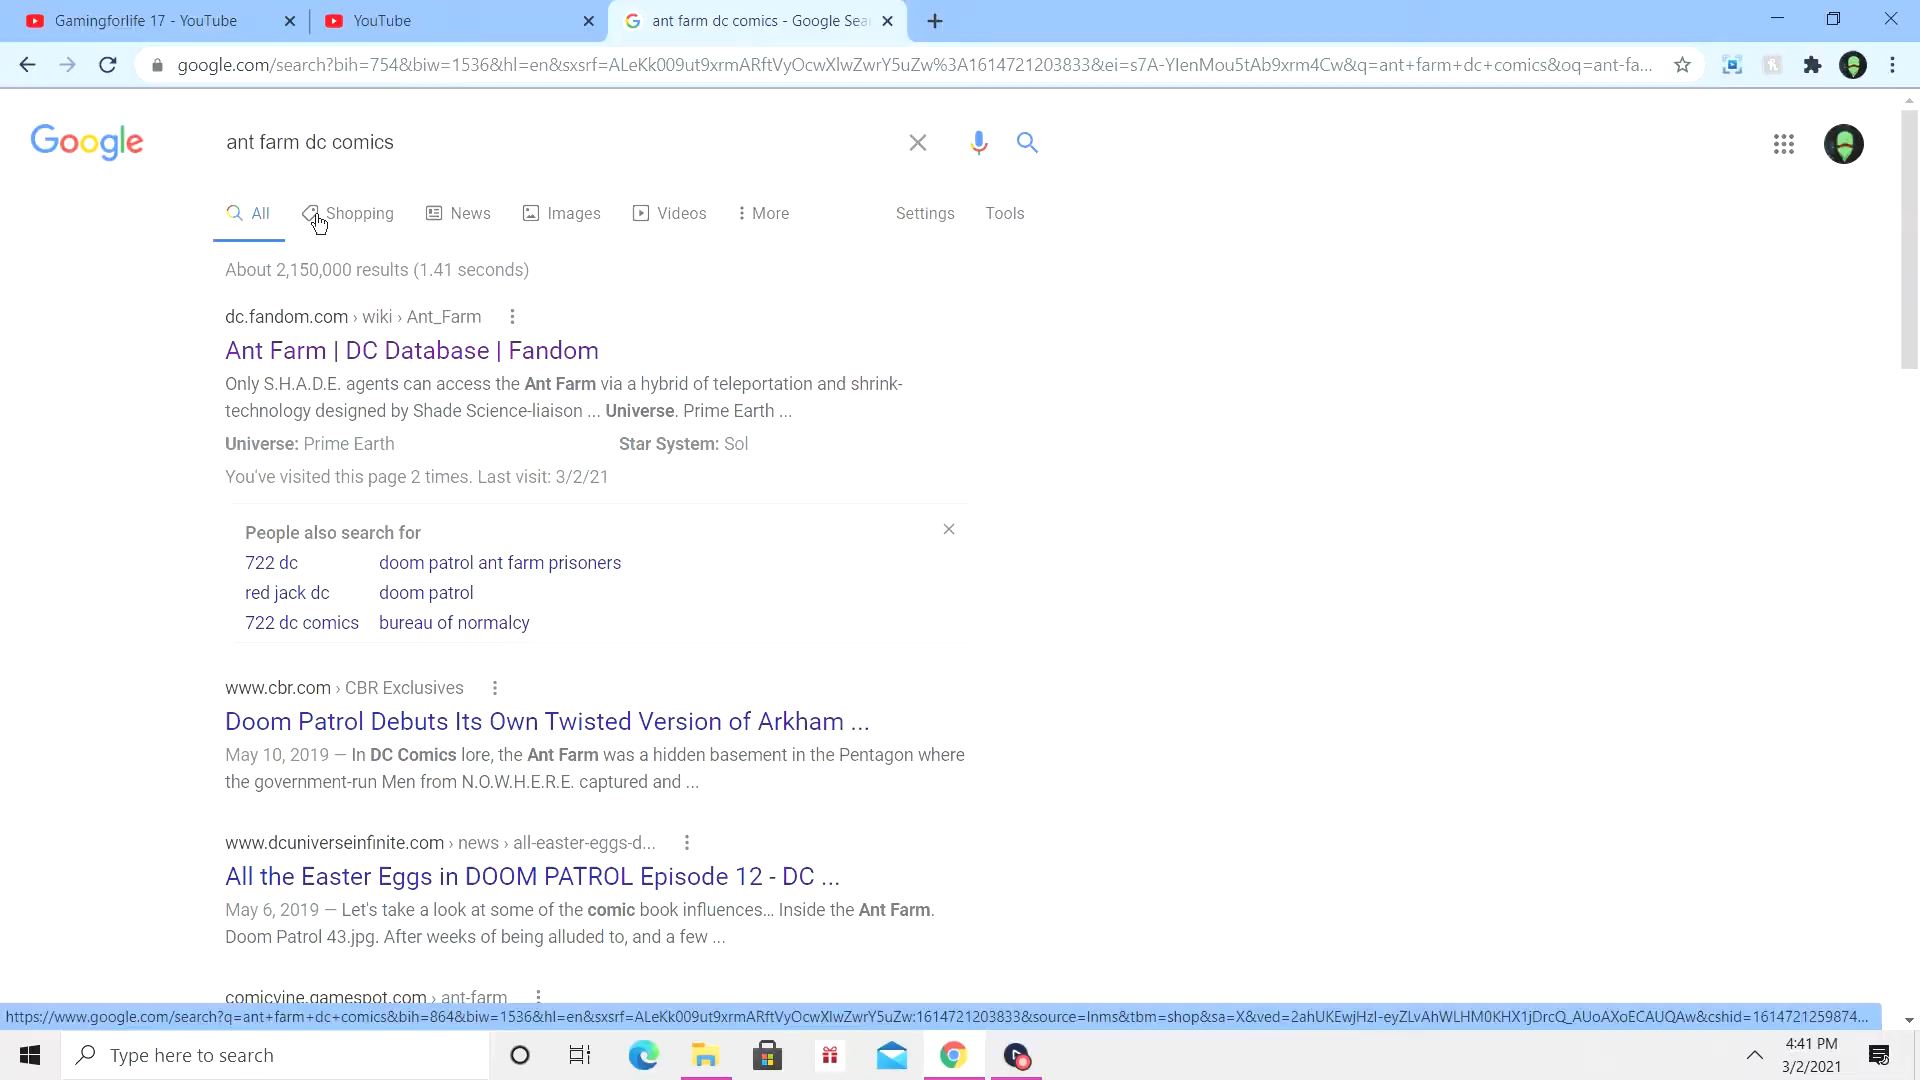 Gamingforlife 17 - YouTube
YouTube
ant farm dc comics - Google Sea
google.com/search?bih=754&biw=1536&hl=en&sxsrf=ALeKk009ut9xrmARftVyOcwXlwZwrY5uZw%3A1614721203833&ei=s7A-YIenMou5tAb9xrm4Cw&q=ant+farm+dc+comics&oq=ant-fa...
Google
ant farm dc comics
All
Shopping
News
Images
Videos
More
Settings
Tools
About 2,150,000 results (1.41 seconds)
dc.fandom.com › wiki › Ant_Farm
Ant Farm | DC Database | Fandom
Only S.H.A.D.E. agents can access the Ant Farm via a hybrid of teleportation and shrink-
technology designed by Shade Science-liaison ... Universe. Prime Earth ...
Universe: Prime Earth
Star System: Sol
You've visited this page 2 times. Last visit: 3/2/21
People also search for
722 dc
doom patrol ant farm prisoners
red jack dc
doom patrol
722 dc comics
bureau of normalcy
www.cbr.com › CBR Exclusives
Doom Patrol Debuts Its Own Twisted Version of Arkham ...
May 10, 2019 — In DC Comics lore, the Ant Farm was a hidden basement in the Pentagon where
the government-run Men from N.O.W.H.E.R.E. captured and ...
www.dcuniverseinfinite.com › news › all-easter-eggs-d...
All the Easter Eggs in DOOM PATROL Episode 12 - DC ...
May 6, 2019 — Let's take a look at some of the comic book influences... Inside the Ant Farm.
Doom Patrol 43.jpg. After weeks of being alluded to, and a few ...
comicvine.gamespot.com › ant-farm
https://www.google.com/search?q=ant+farm+dc+comics&bih=864&biw=1536&hl=en&sxsrf=ALeKk009ut9xrmARftVyOcwXlwZwrY5uZw:1614721203833&source=lnms&tbm=shop&sa=X&ved=2ahUKEwjHzI-eyZLvAhWLHM0KHX1jDrcQ_AUoAXoECAUQAw&cshid=1614721259874...
Type here to search
4:41 PM
3/2/2021